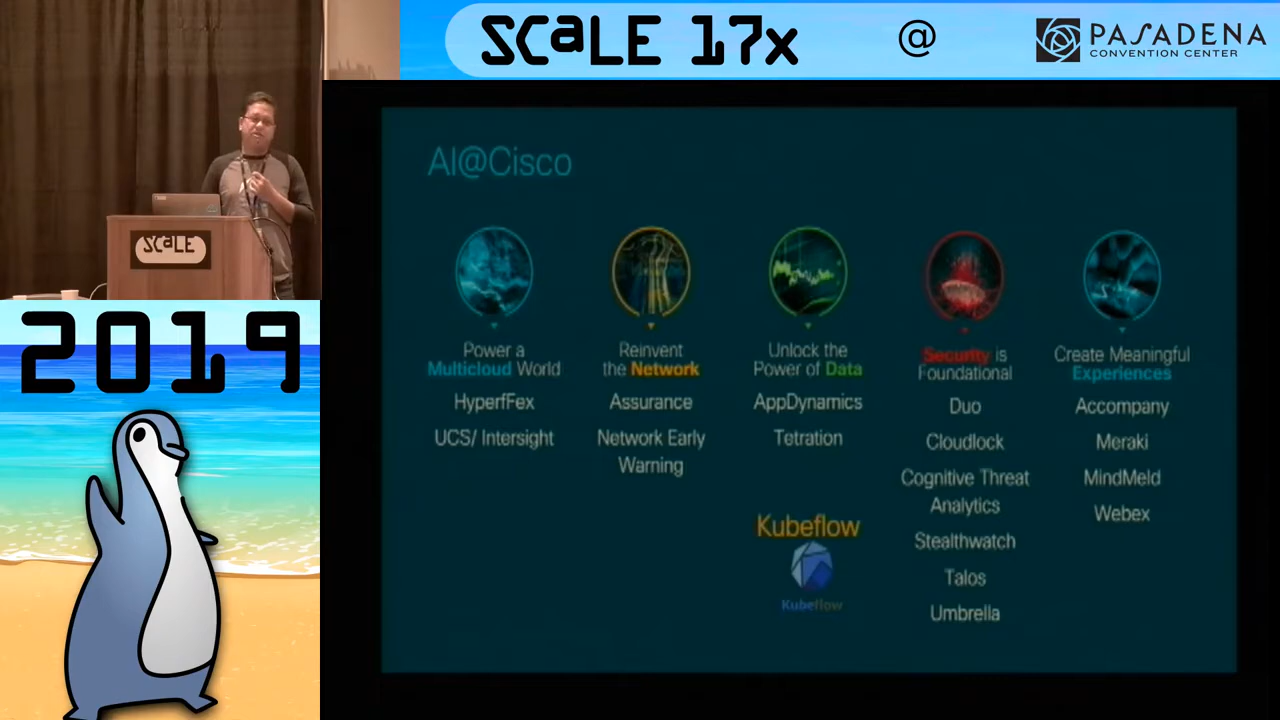 SCaLE 17x
@
PASADENA
CONVENTION CENTER
SCaLE
2019
AI@Cisco
Power a
Multicloud World
HyperfFex
UCS/ Intersight
Reinvent
the Network
Assurance
Network Early
Warning
Unlock the
Power of Data
AppDynamics
Tetration
Kubeflow
Kubeflow
Security is
Foundational
Duo
Cloudlock
Cognitive Threat
Analytics
Stealthwatch
Talos
Umbrella
Create Meaningful
Experiences
Accompany
Meraki
MindMeld
Webex